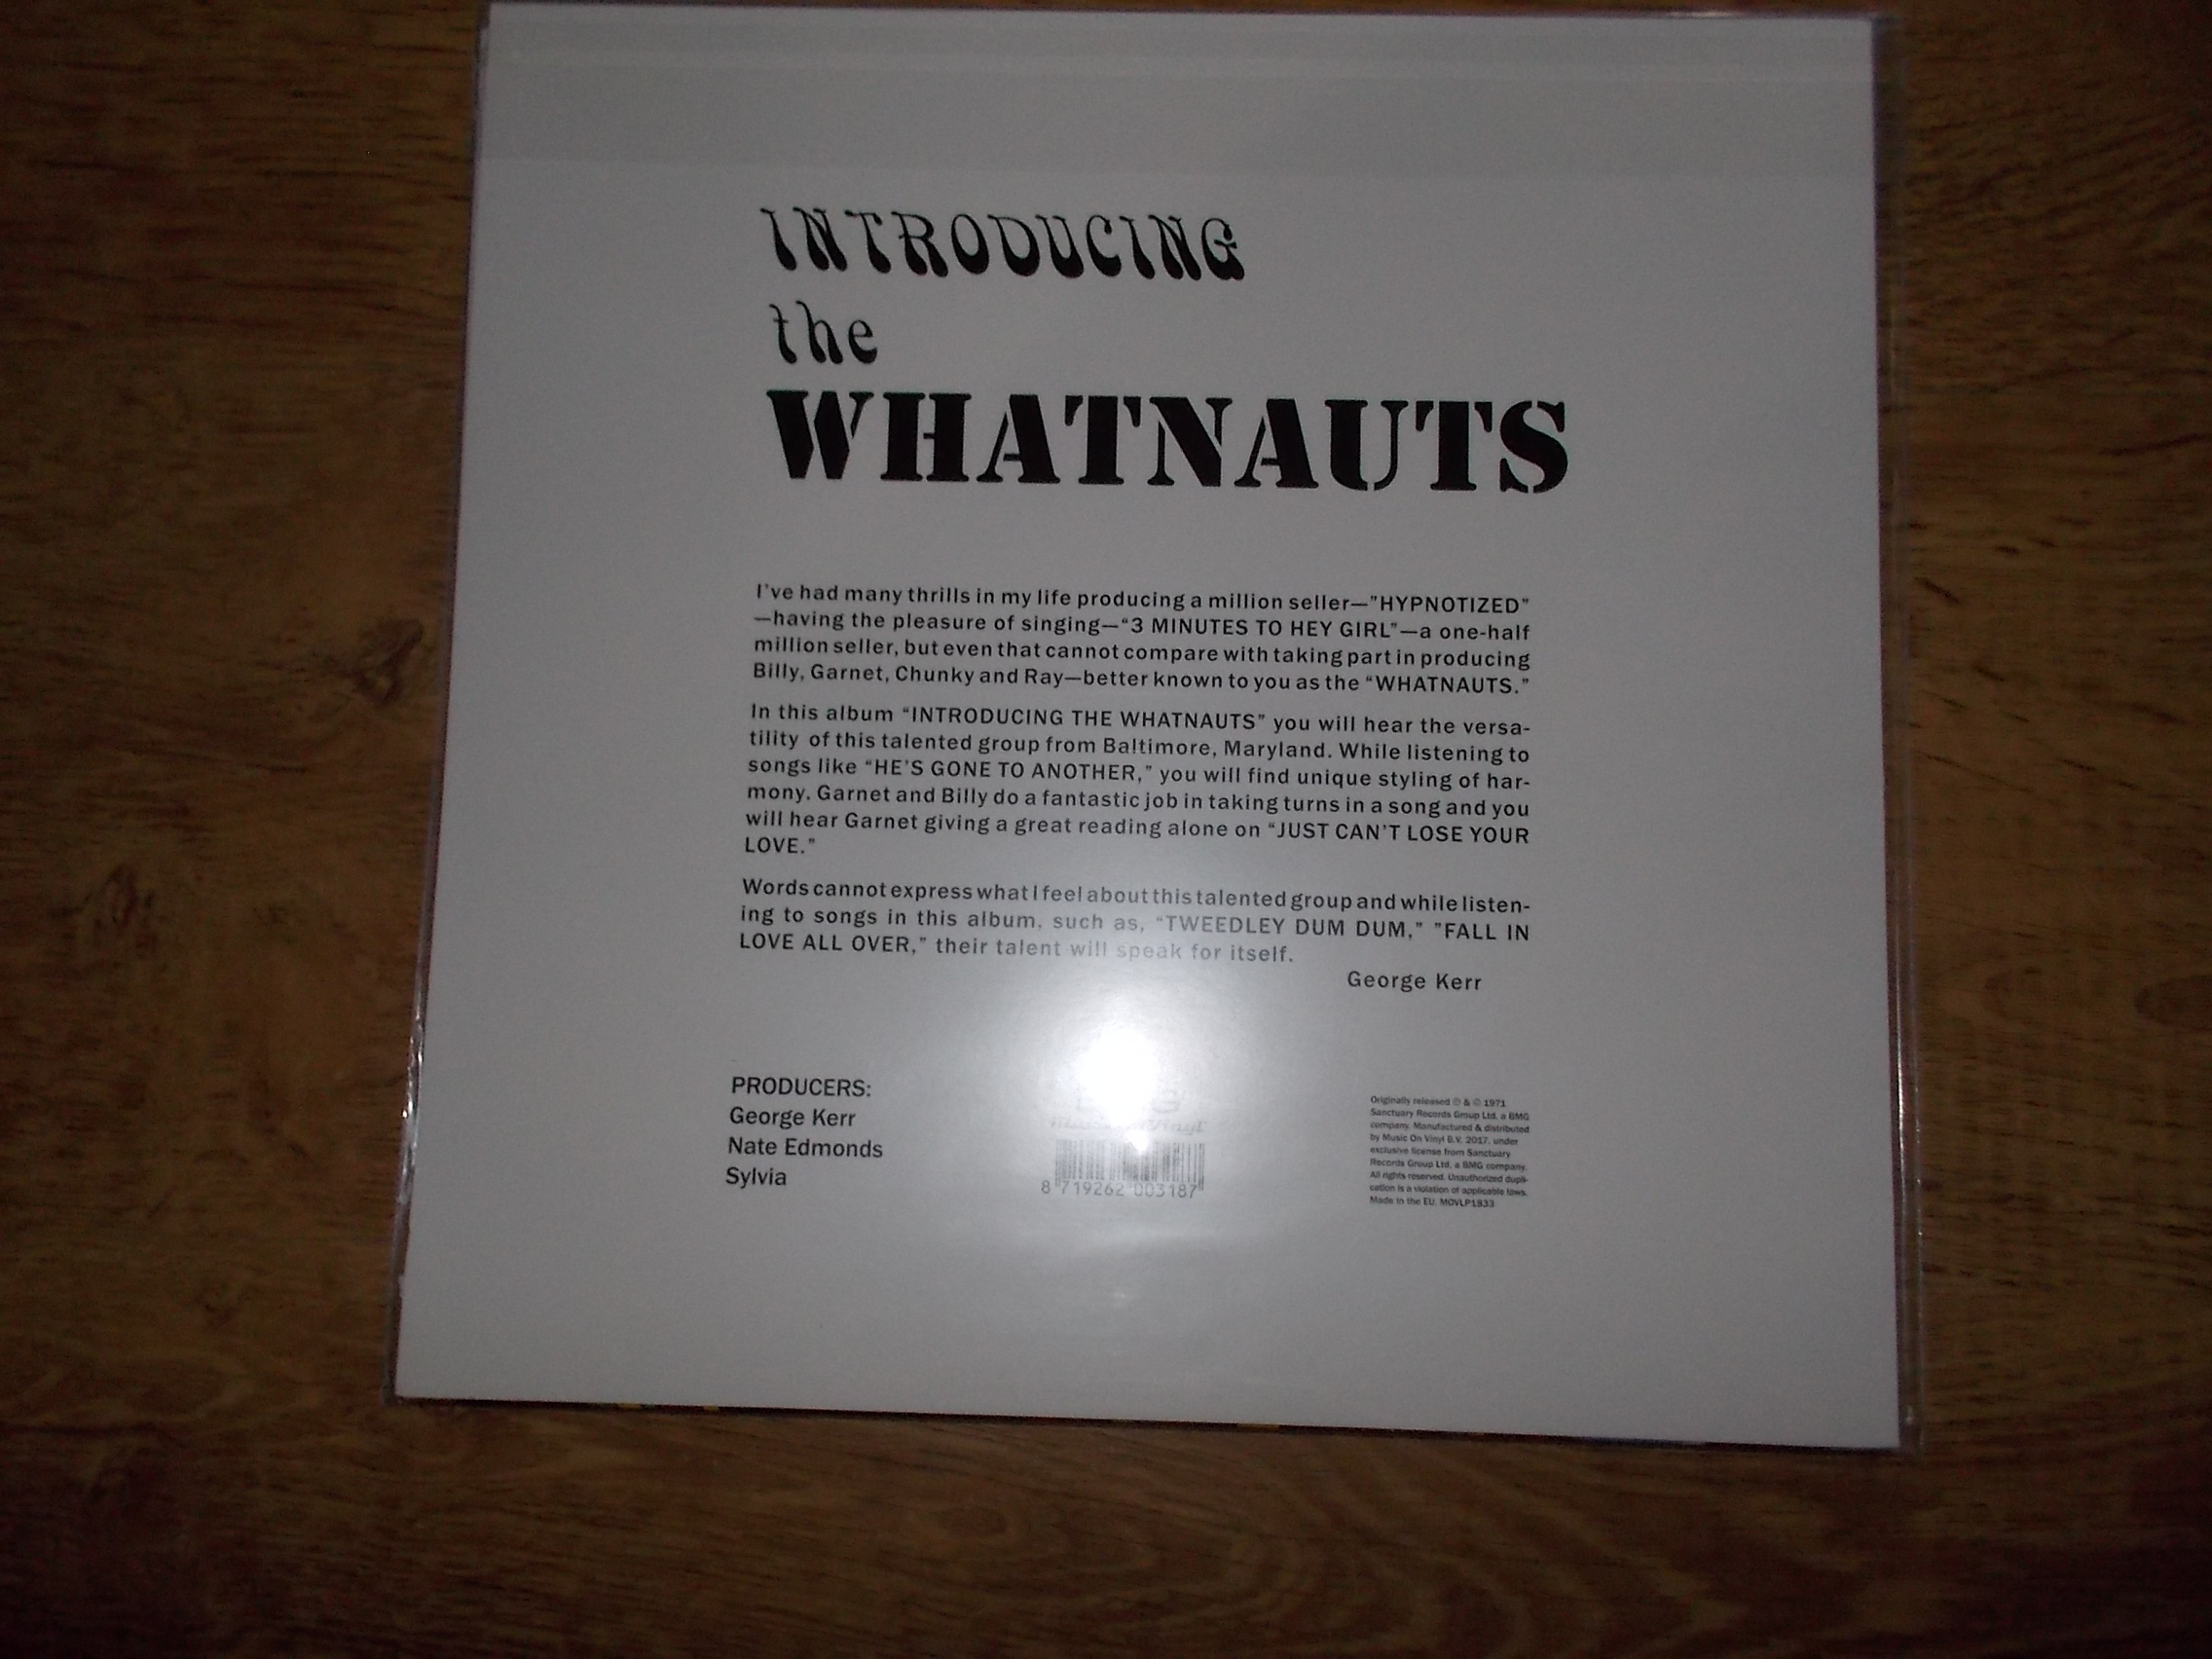 INTRODUCING
the
WHATNAUTS
I've had many thrills in my life producing a million seller—"HYPNOTIZED"
—having the pleasure of singing—"3 MINUTES TO HEY GIRL"—a one-half
million seller, but even that cannot compare with taking part in producing
Billy, Garnet, Chunky and Ray—better known to you as the "WHATNAUTS."
In this album "INTRODUCING THE WHATNAUTS" you will hear the versa-
tility of this talented group from Baltimore, Maryland. While listening to
songs like "HE'S GONE TO ANOTHER," you will find unique styling of har-
mony. Garnet and Billy do a fantastic job in taking turns in a song and you
will hear Garnet giving a great reading alone on "JUST CAN'T LOSE YOUR
LOVE."
Words cannot express what I feel about this talented group and while listen-
ing to songs in this album, such as, "TWEEDLEY DUM DUM," "FALL IN
LOVE ALL OVER," their talent will speak for itself.
George Kerr
PRODUCERS:
George Kerr
Nate Edmonds
Sylvia
8 719262 003187
Originally released ℗ & © 1971
Sanctuary Records Group Ltd. a BMG
company. Manufactured & distributed
by Music On Vinyl B.V. 2017, under
exclusive license from Sanctuary
Records Group Ltd. a BMG company.
All rights reserved. Unauthorized dupli-
cation is a violation of applicable laws.
Made in the EU. MOVLP1833